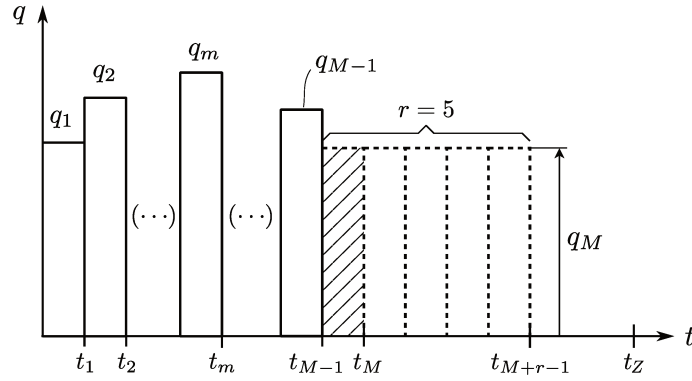 q
q_{M-1}
q_m
q_2
q_1
r = 5
(···) (···)
q_M
t
t_1 t_2 t_m t_{M-1} t_M t_{M+r-1} t_Z